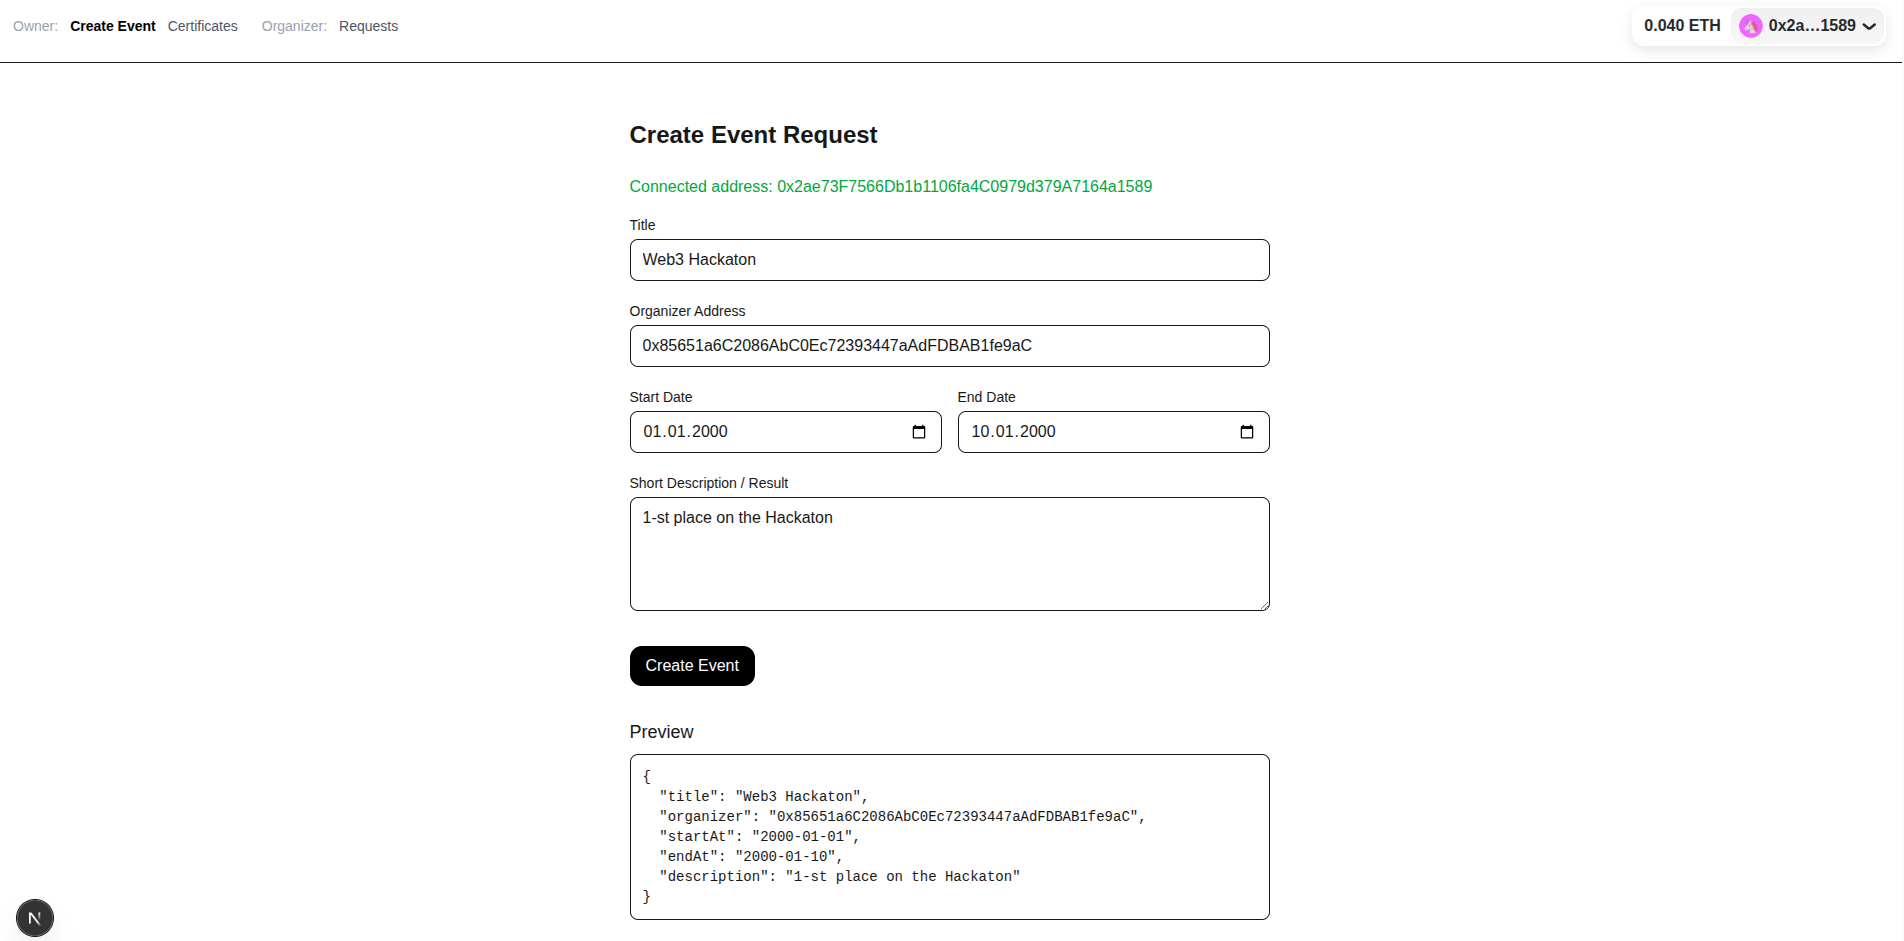 Owner: Create Event Certificates Organizer: Requests
0.040 ETH 0x2a…1589
Create Event Request
Connected address: 0x2ae73F7566Db1b1106fa4C0979d379A7164a1589
Title
Web3 Hackaton
Organizer Address
0x85651a6C2086AbC0Ec72393447aAdFDBAB1fe9aC
Start Date End Date
01.01.2000 10.01.2000
Short Description / Result
1-st place on the Hackaton
Create Event
Preview
{
  "title": "Web3 Hackaton",
  "organizer": "0x85651a6C2086AbC0Ec72393447aAdFDBAB1fe9aC",
  "startAt": "2000-01-01",
  "endAt": "2000-01-10",
  "description": "1-st place on the Hackaton"
}
N